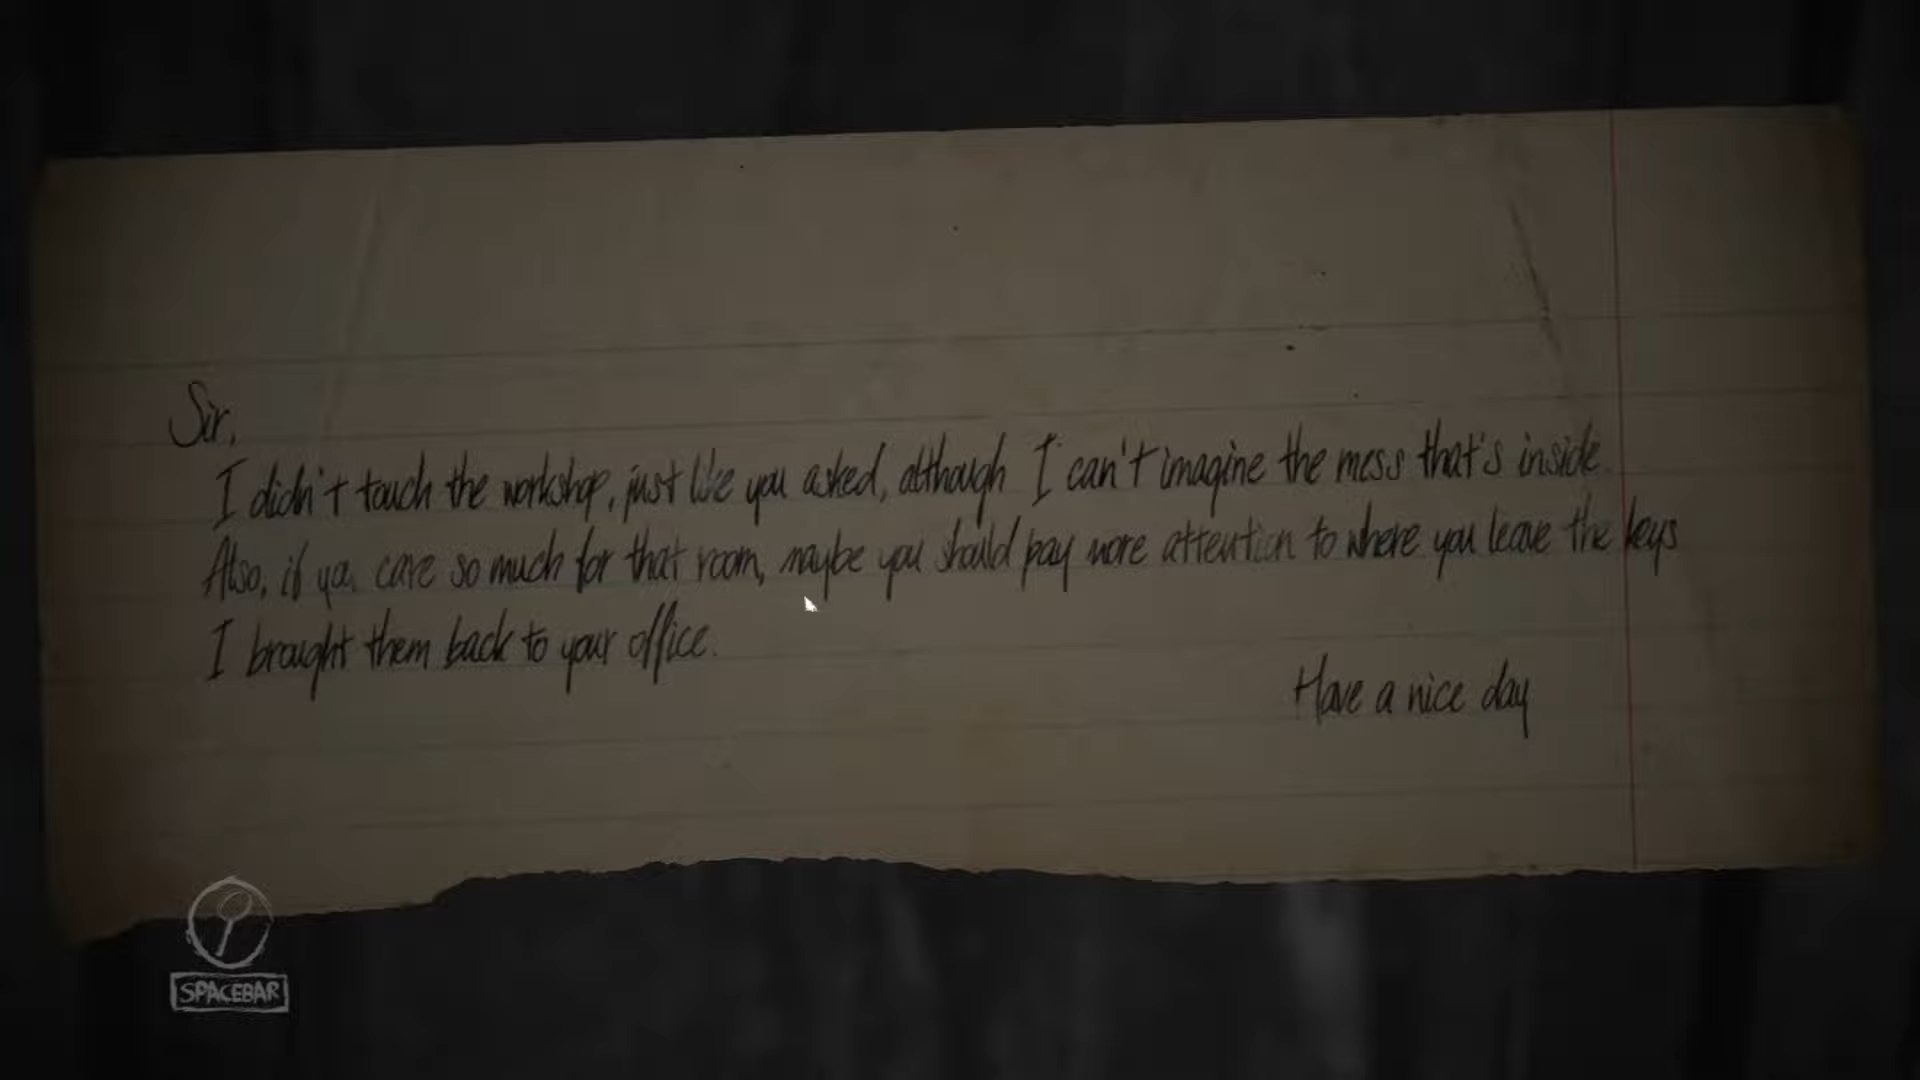 Sir,
I didn't touch the workshop, just like you asked, although I can't imagine the mess that's inside.
Also, if you care so much for that room, maybe you should pay more attention to where you leave the keys
I brought them back to your office.
Have a nice day
SPACEBAR